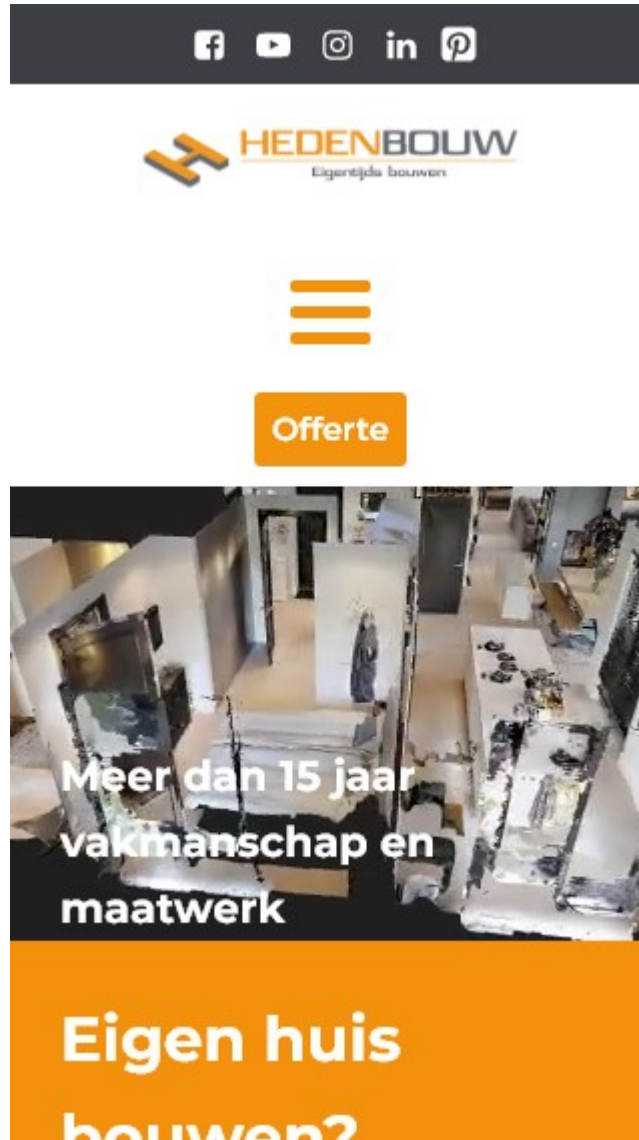 HEDENBOUW
Eigentijds bouwen
Offerte
Meer dan 15 jaar
vakmanschap en
maatwerk
Eigen huis
bouwen?